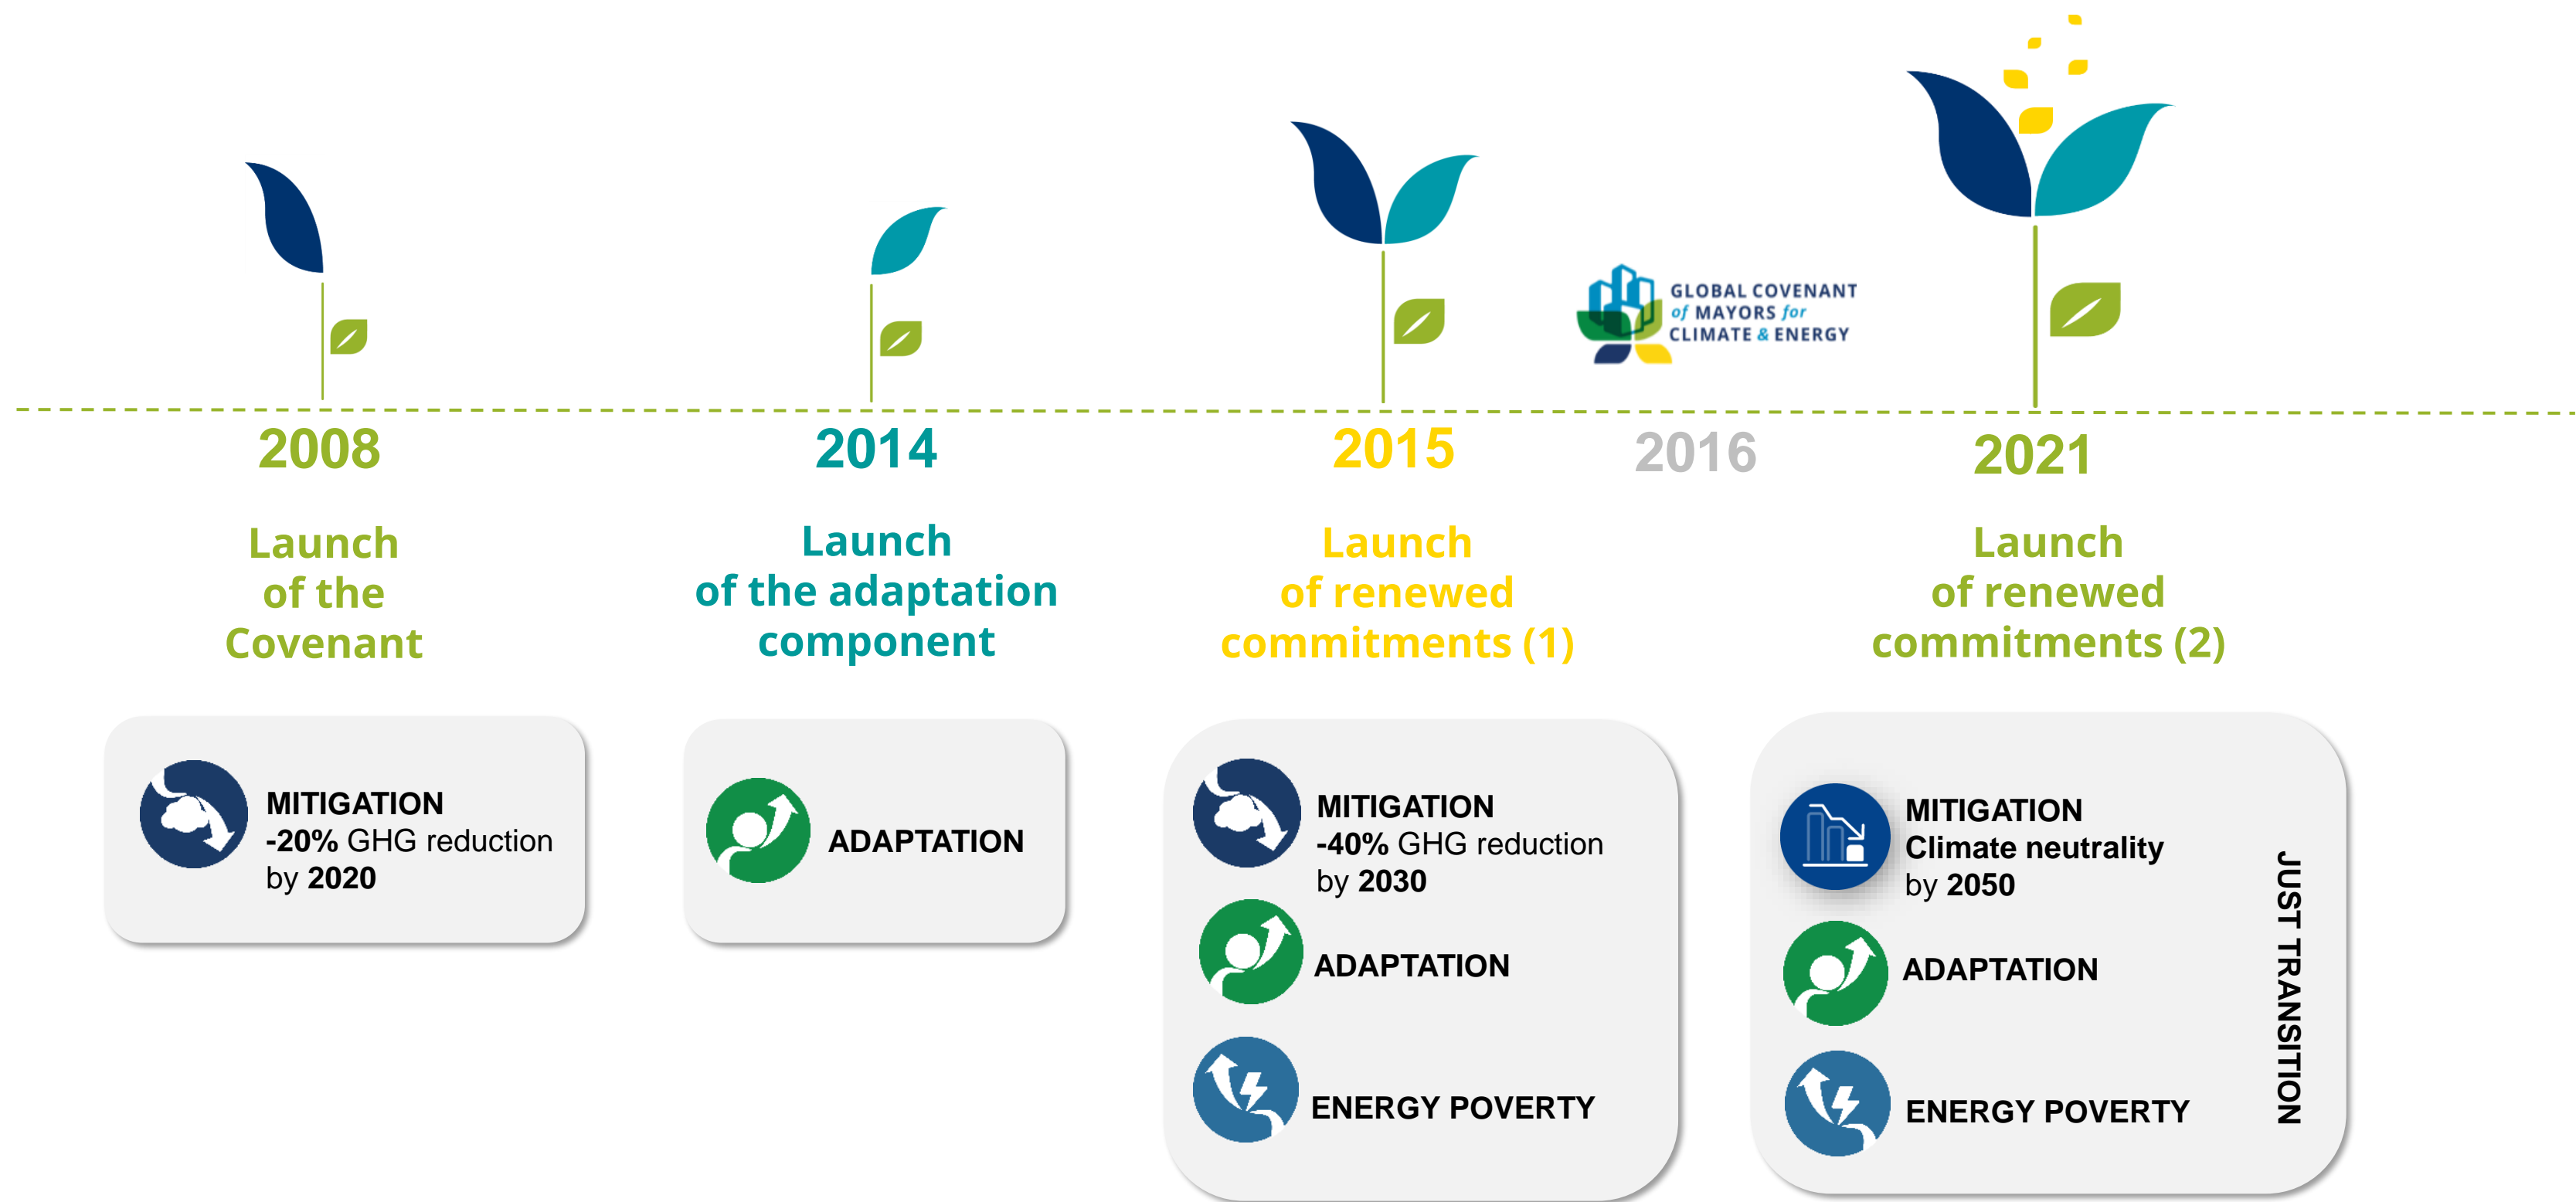 GLOBAL COVENANT
of MAYORS for
CLIMATE & ENERGY
2008
2014
2015
2016
2021
Launch
of the
Covenant
Launch
of the adaptation
component
Launch
of renewed
commitments (1)
Launch
of renewed
commitments (2)
MITIGATION
-20% GHG reduction
by 2020
ADAPTATION
MITIGATION
-40% GHG reduction
by 2030
ADAPTATION
ENERGY POVERTY
MITIGATION
Climate neutrality
by 2050
ADAPTATION
ENERGY POVERTY
JUST TRANSITION